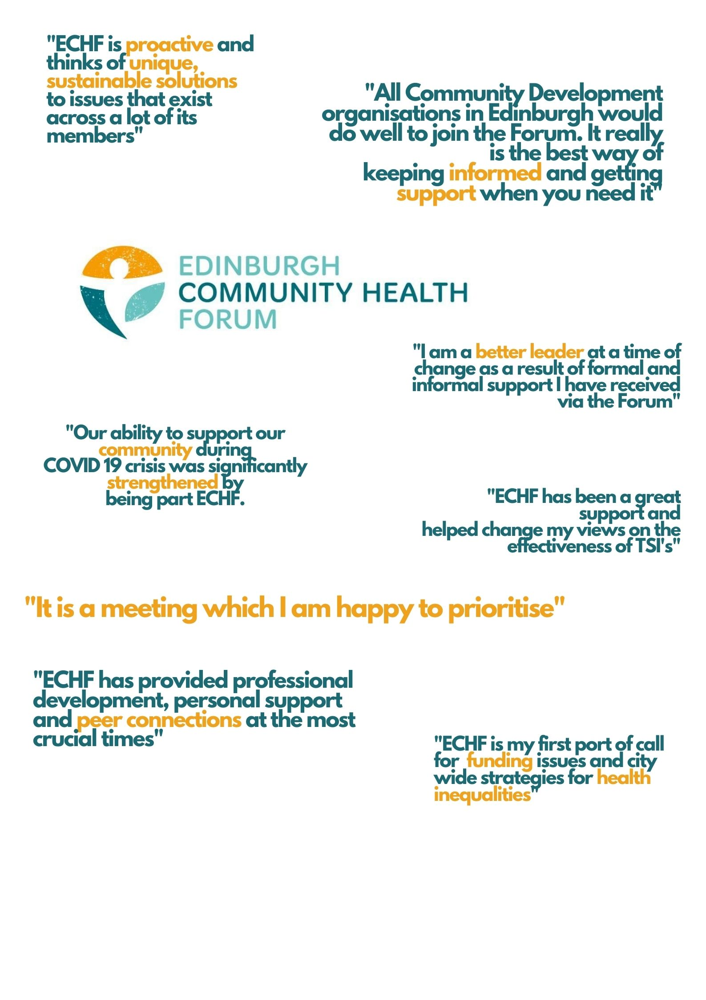 "ECHF is proactive and
thinks of unique,
sustainable solutions
to issues that exist
across a lot of its
members"
"All Community Development
organisations in Edinburgh would
do well to join the Forum. It really
is the best way of
keeping informed and getting
support when you need it"
EDINBURGH
COMMUNITY HEALTH
FORUM
"I am a better leader at a time of
change as a result of formal and
informal support I have received
via the Forum"
"Our ability to support our
community during
COVID 19 crisis was significantly
strengthened by
being part ECHF.
"ECHF has been a great
support and
helped change my views on the
effectiveness of TSI's"
"It is a meeting which I am happy to prioritise"
"ECHF has provided professional
development, personal support
and peer connections at the most
crucial times"
"ECHF is my first port of call
for  funding issues and city
wide strategies for health
inequalities"